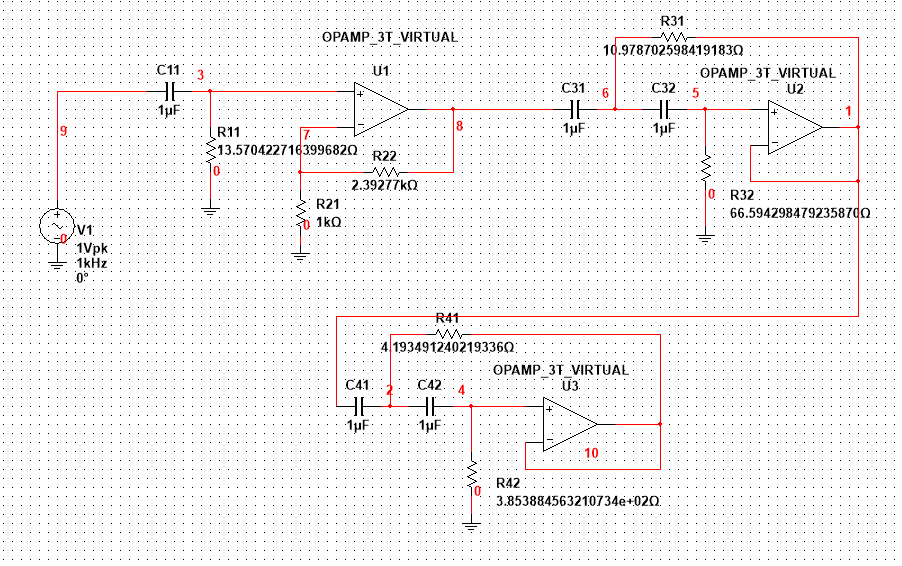 OPAMP_3T_VIRTUAL
U1
C11
1µF
3
R11
13.570422716399682Ω
0
9
V1
0
1Vpk
1kHz
0°
7
8
R22
2.39277kΩ
R21
0
1kΩ
R31
10.978702598419183Ω
OPAMP_3T_VIRTUAL
U2
C31
1µF
6
C32
1µF
5
1
0
R32
66.594298479235870Ω
R41
4.193491240219336Ω
OPAMP_3T_VIRTUAL
U3
C41
1µF
2
C42
1µF
4
10
0
R42
3.853884563210734e+02Ω